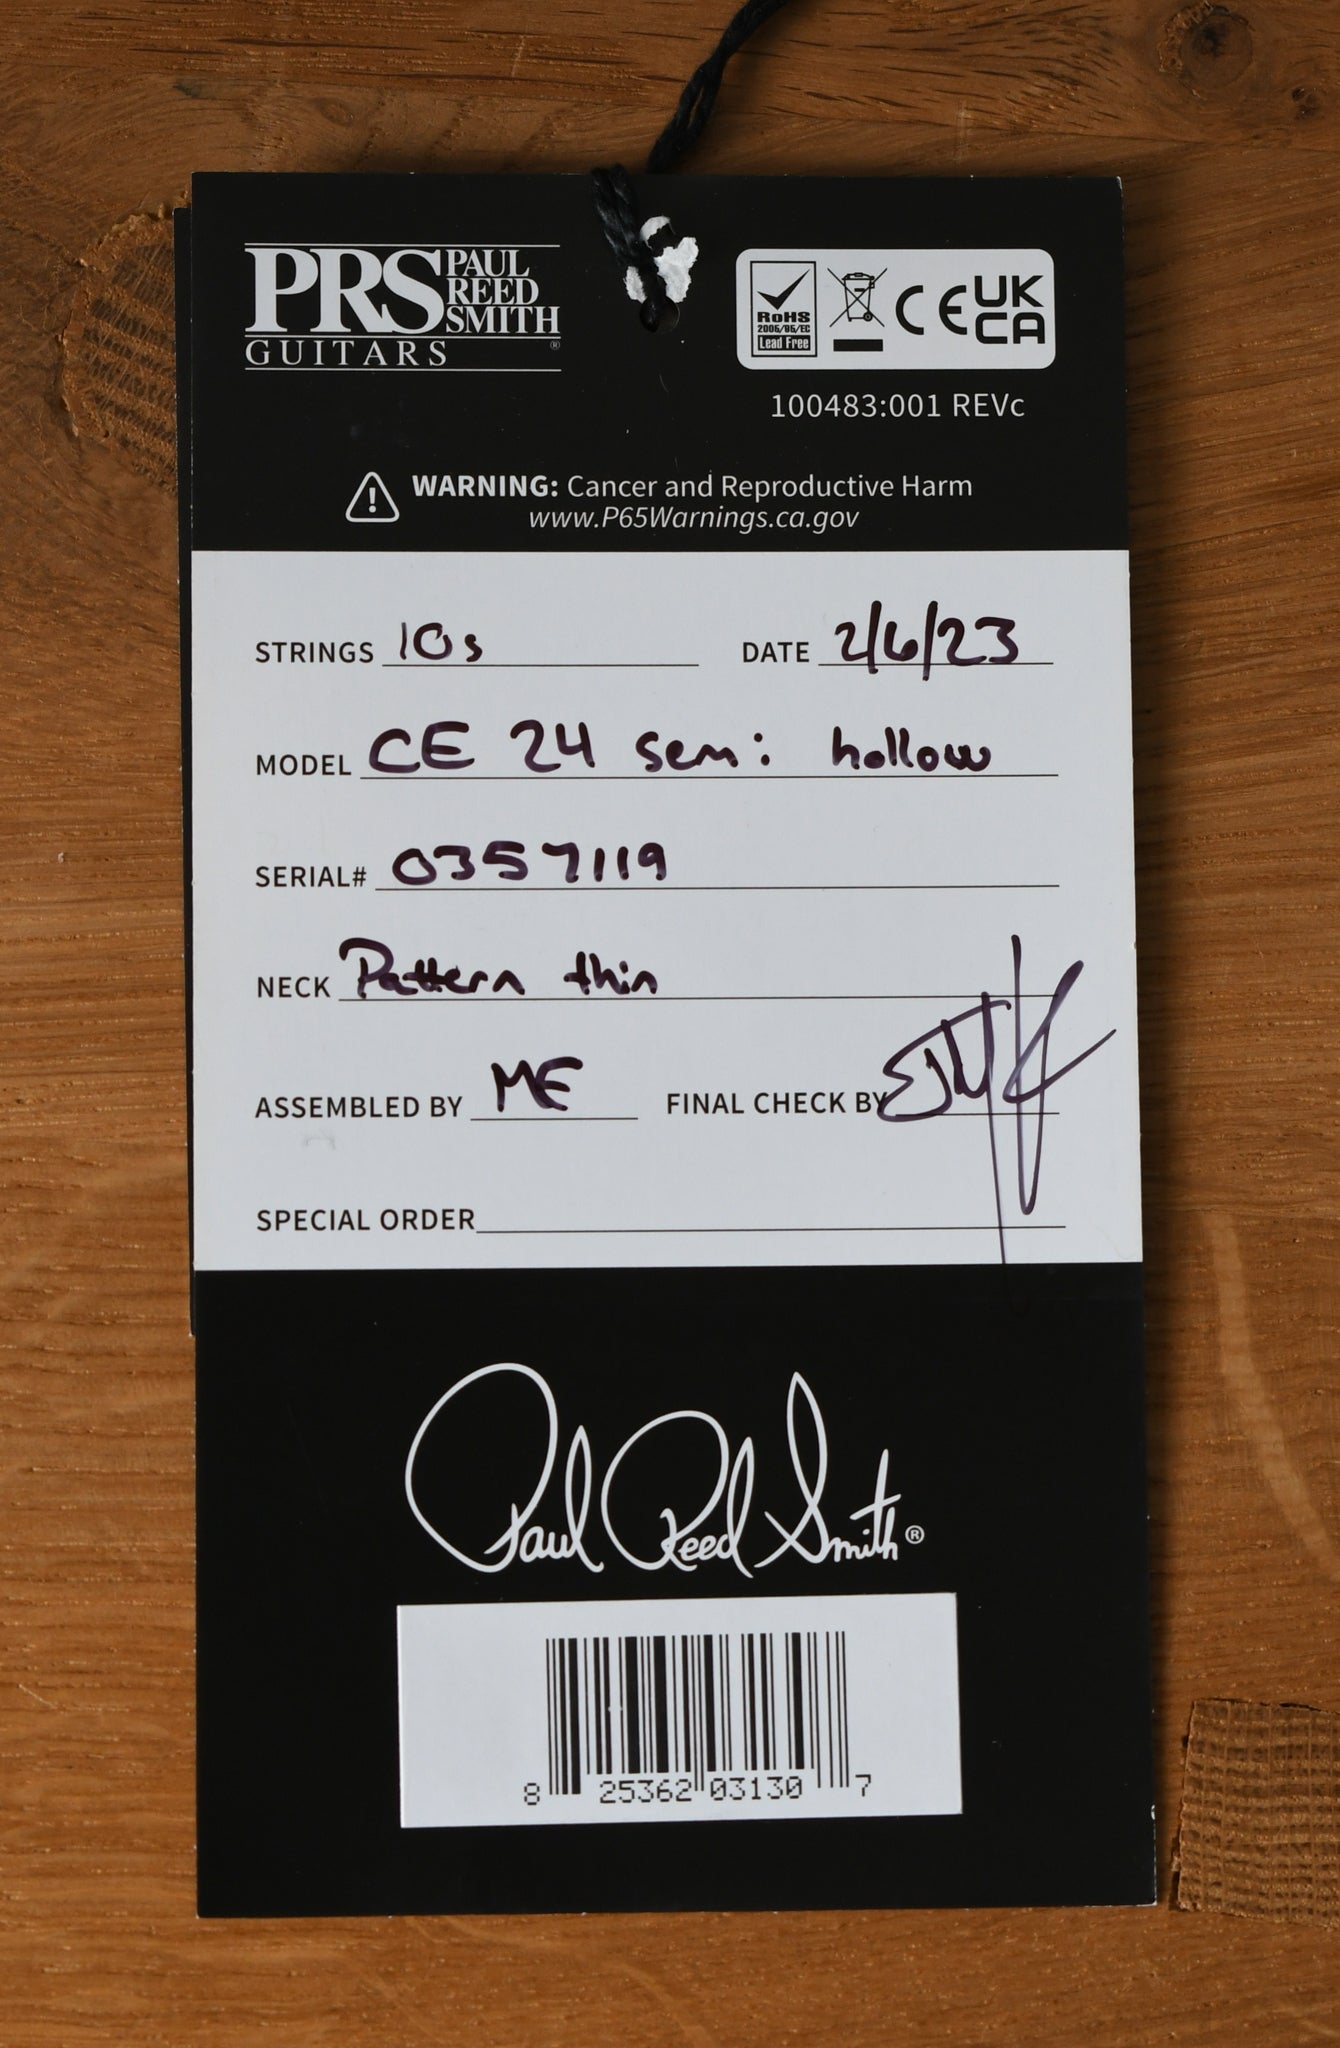 PRS PAUL REED SMITH
GUITARS ®
RoHS
2005/95/EC
Lead Free
CE UK CA
100483:001 REVc
WARNING: Cancer and Reproductive Harm
www.P65Warnings.ca.gov
STRINGS 10s DATE 2/6/23
MODEL CE 24 semi hollow
SERIAL# 0357119
NECK Pattern thin
ASSEMBLED BY ME FINAL CHECK BY
SPECIAL ORDER
Paul Reed Smith ®
8 25362 03130 7